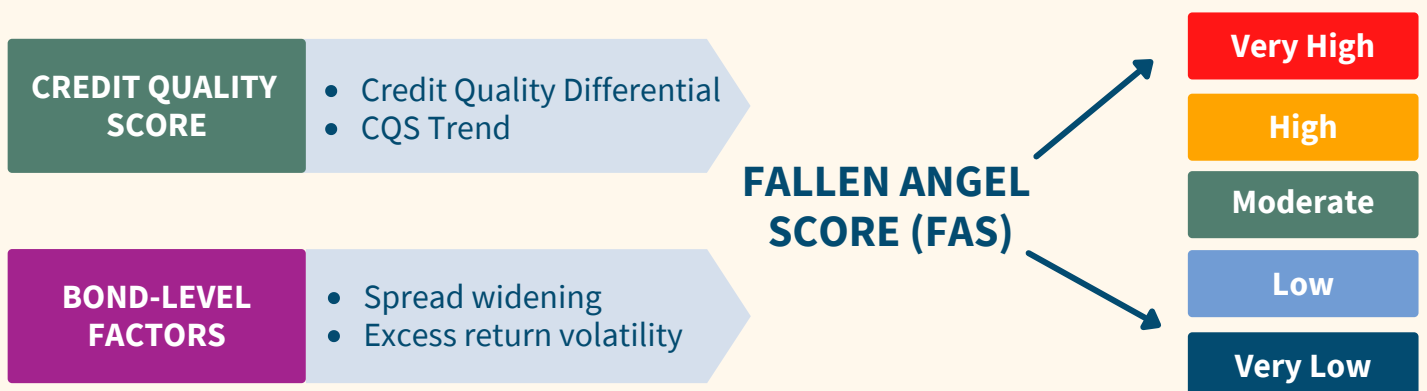 CREDIT QUALITY
SCORE
• Credit Quality Differential
• CQS Trend
BOND-LEVEL
FACTORS
• Spread widening
• Excess return volatility
FALLEN ANGEL
SCORE (FAS)
Very High
High
Moderate
Low
Very Low